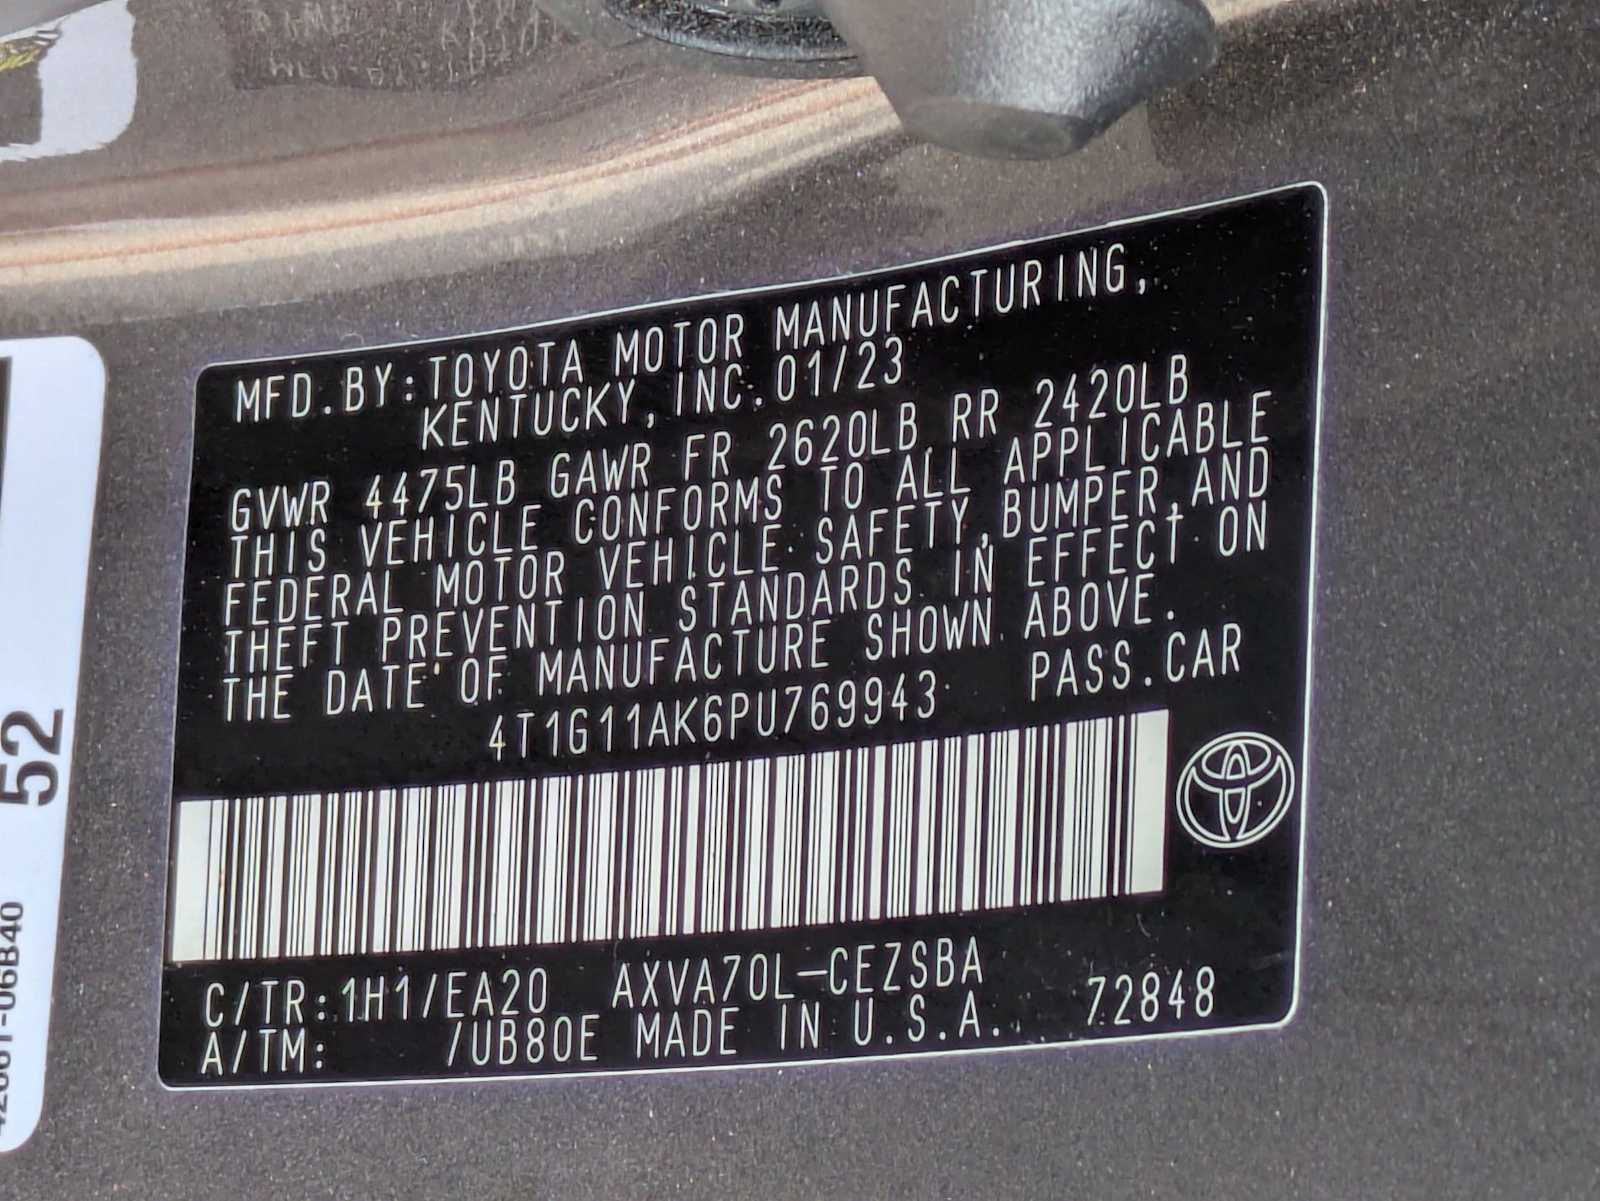 MFD.BY:TOYOTA MOTOR MANUFACTURING,
KENTUCKY, INC. 01/23
GVWR 4475LB GAWR FR 2620LB RR 2420LB
THIS VEHICLE CONFORMS TO ALL APPLICABLE
FEDERAL MOTOR VEHICLE SAFETY,BUMPER,AND
THEFT PREVENTION STANDARDS IN EFFECT ON
THE DATE OF MANUFACTURE SHOWN ABOVE.
4T1G11AK6PU769943 PASS.CAR
C/TR:1H1/EA20 AXVA70L-CEZSBA
A/TM: /UB80E MADE IN U.S.A. 72848
52